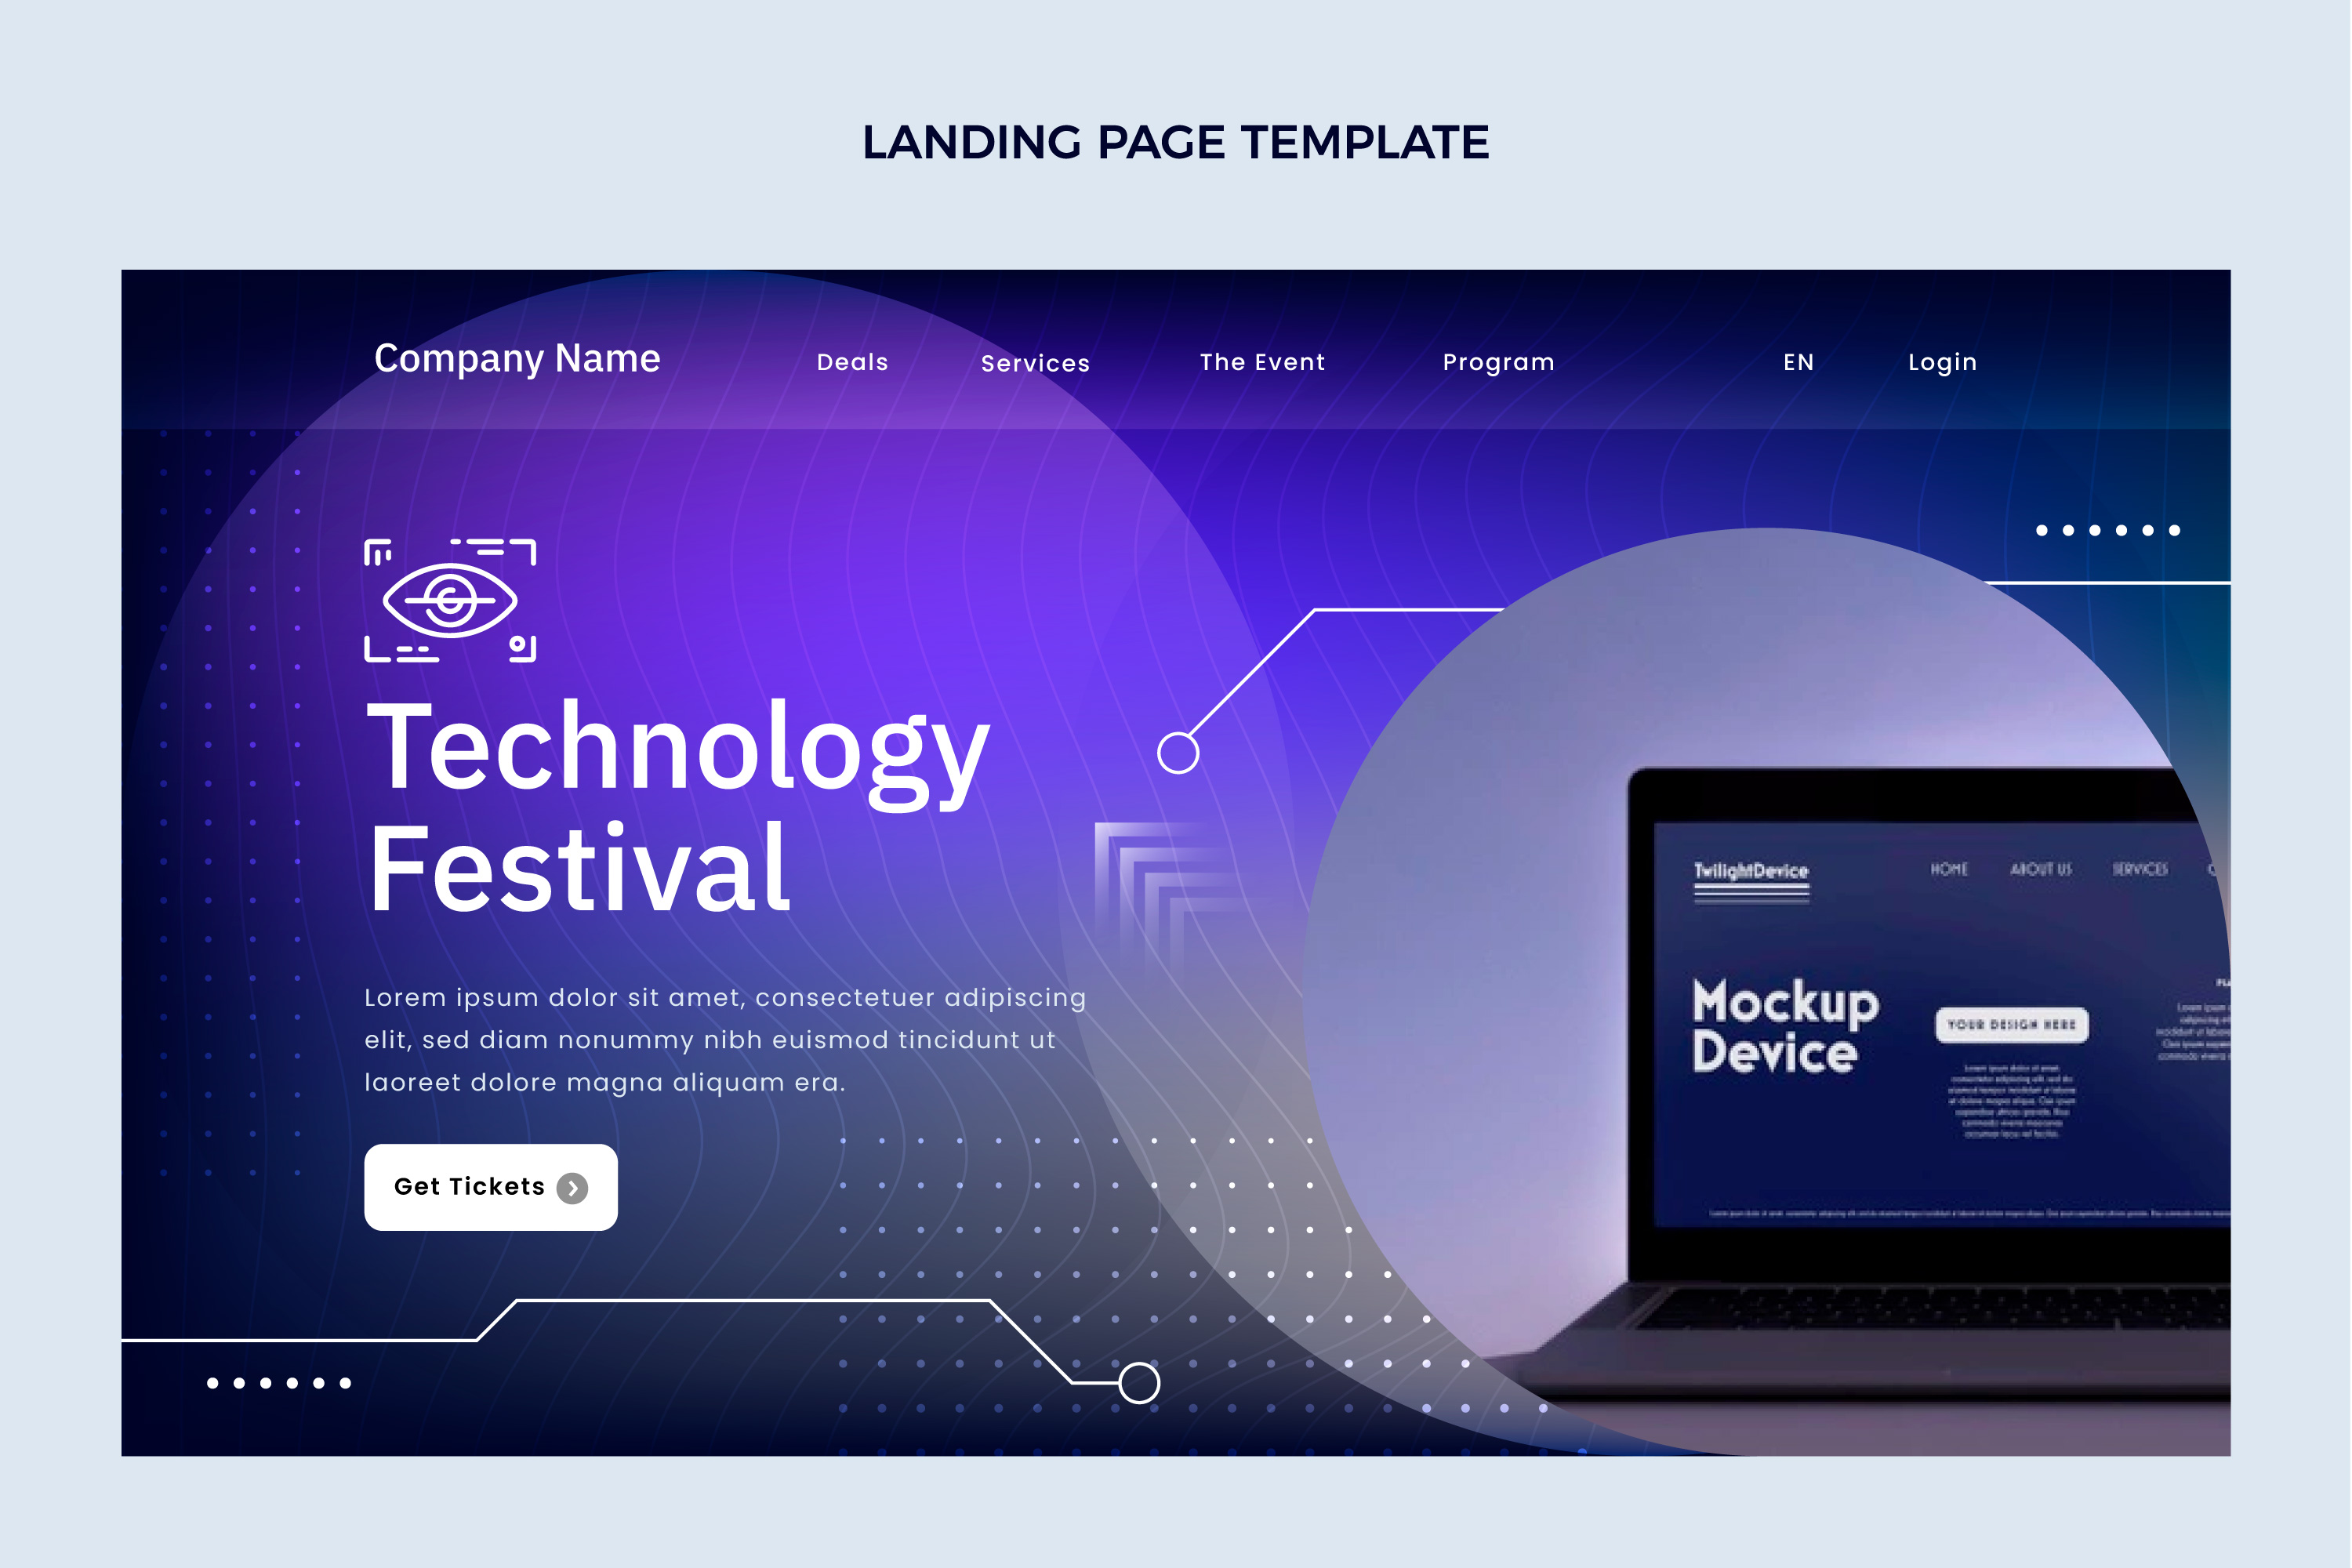 LANDING PAGE TEMPLATE
Company Name
Deals
Services
The Event
Program
EN
Login
Technology
Festival
Lorem ipsum dolor sit amet, consectetuer adipiscing
elit, sed diam nonummy nibh euismod tincidunt ut
laoreet dolore magna aliquam era.
Get Tickets
TwilightDevice
HOME
ABOUT US
SERVICES
Mockup
Device
YOUR DESIGN HERE